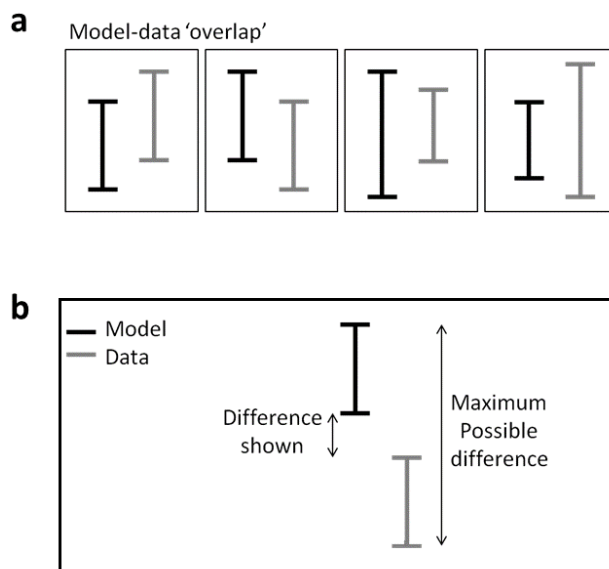 a
Model-data ‘overlap’
b
Model
Data
Difference
shown
Maximum
Possible
difference